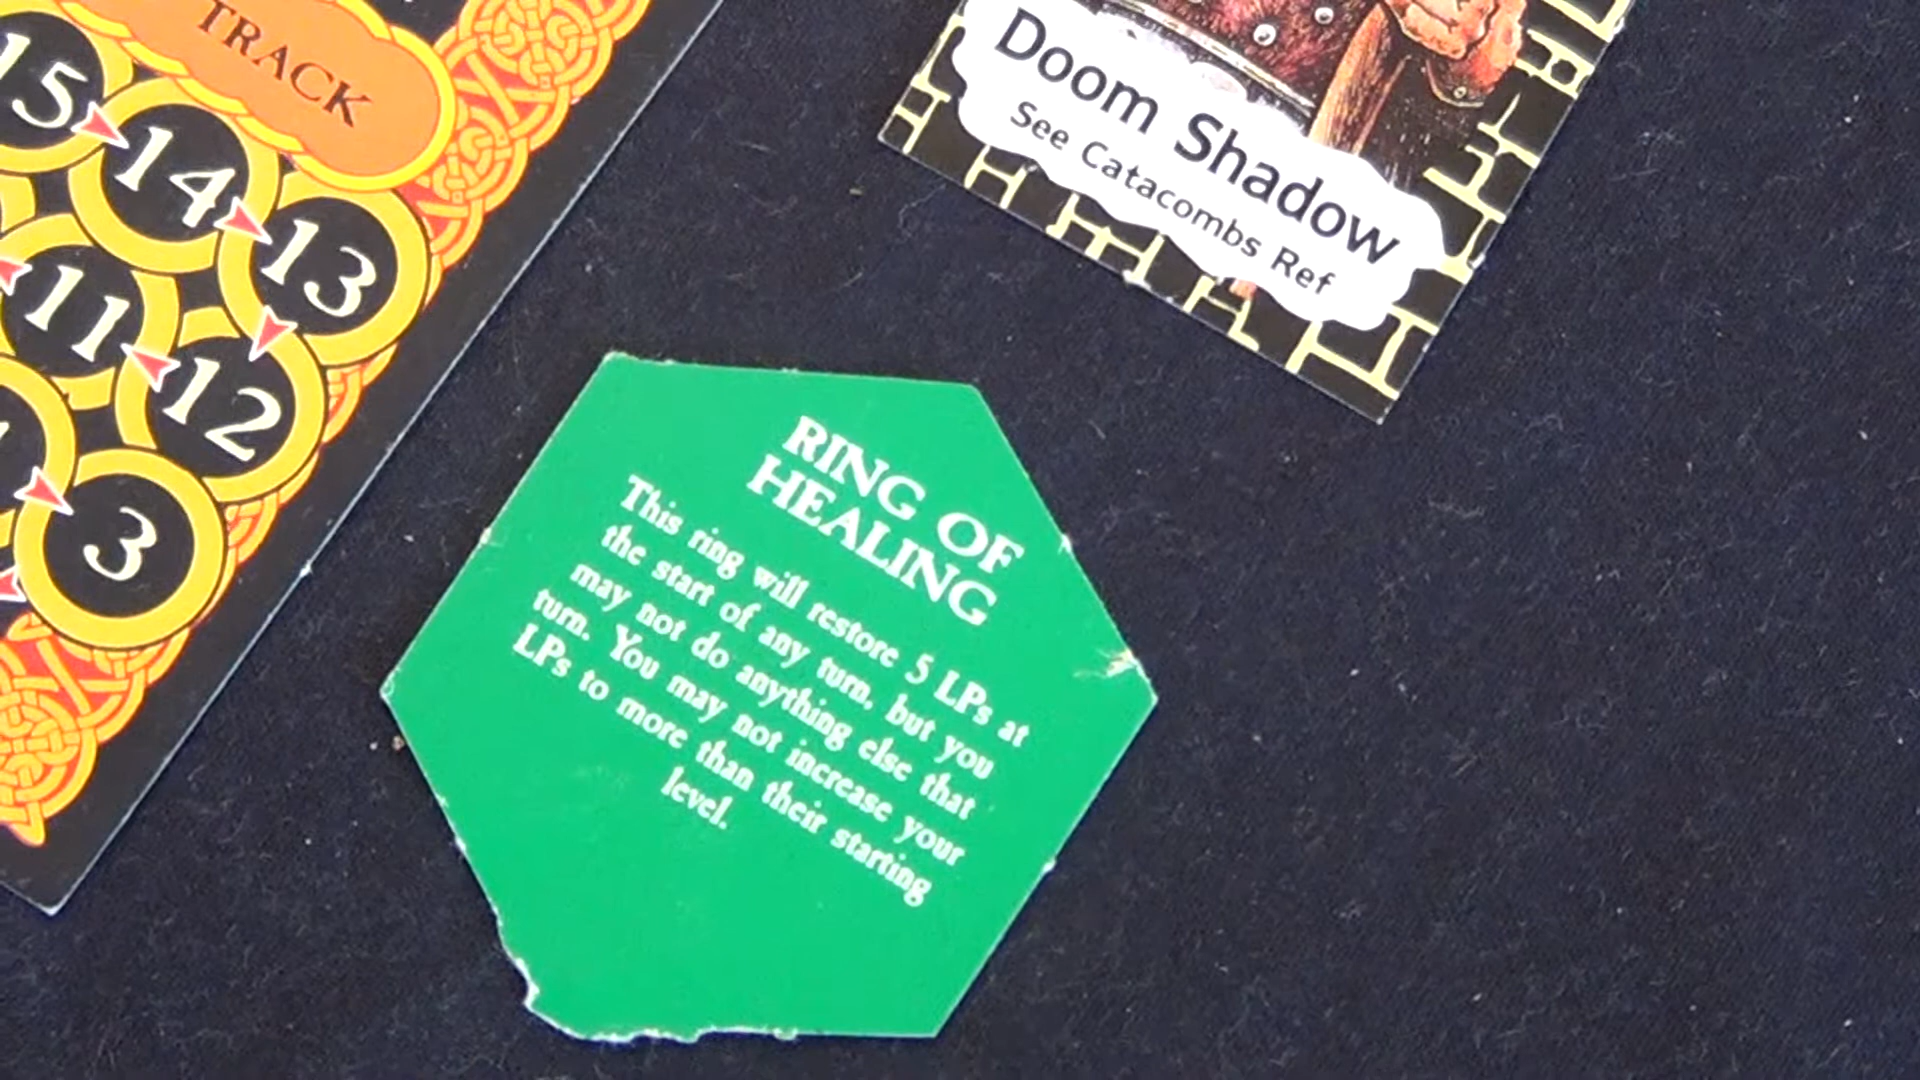 TRACK
15
14
13
11
12
3
Doom Shadow
See Catacombs Ref
RING OF
HEALING
This ring will restore 5 LPs at
the start of any turn, but you
may not do anything else that
turn. You may not increase your
LPs to more than their starting
level.